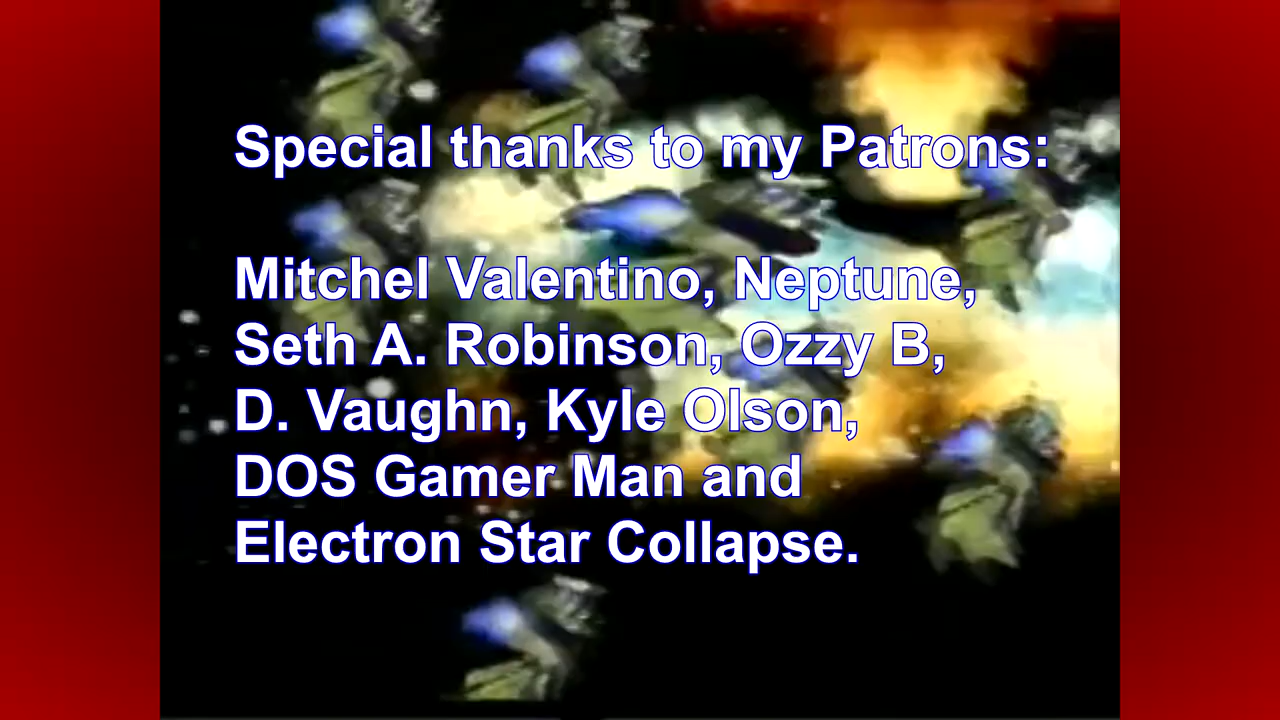 Special thanks to my Patrons:
Mitchel Valentino, Neptune,
Seth A. Robinson, Ozzy B,
D. Vaughn, Kyle Olson,
DOS Gamer Man and
Electron Star Collapse.